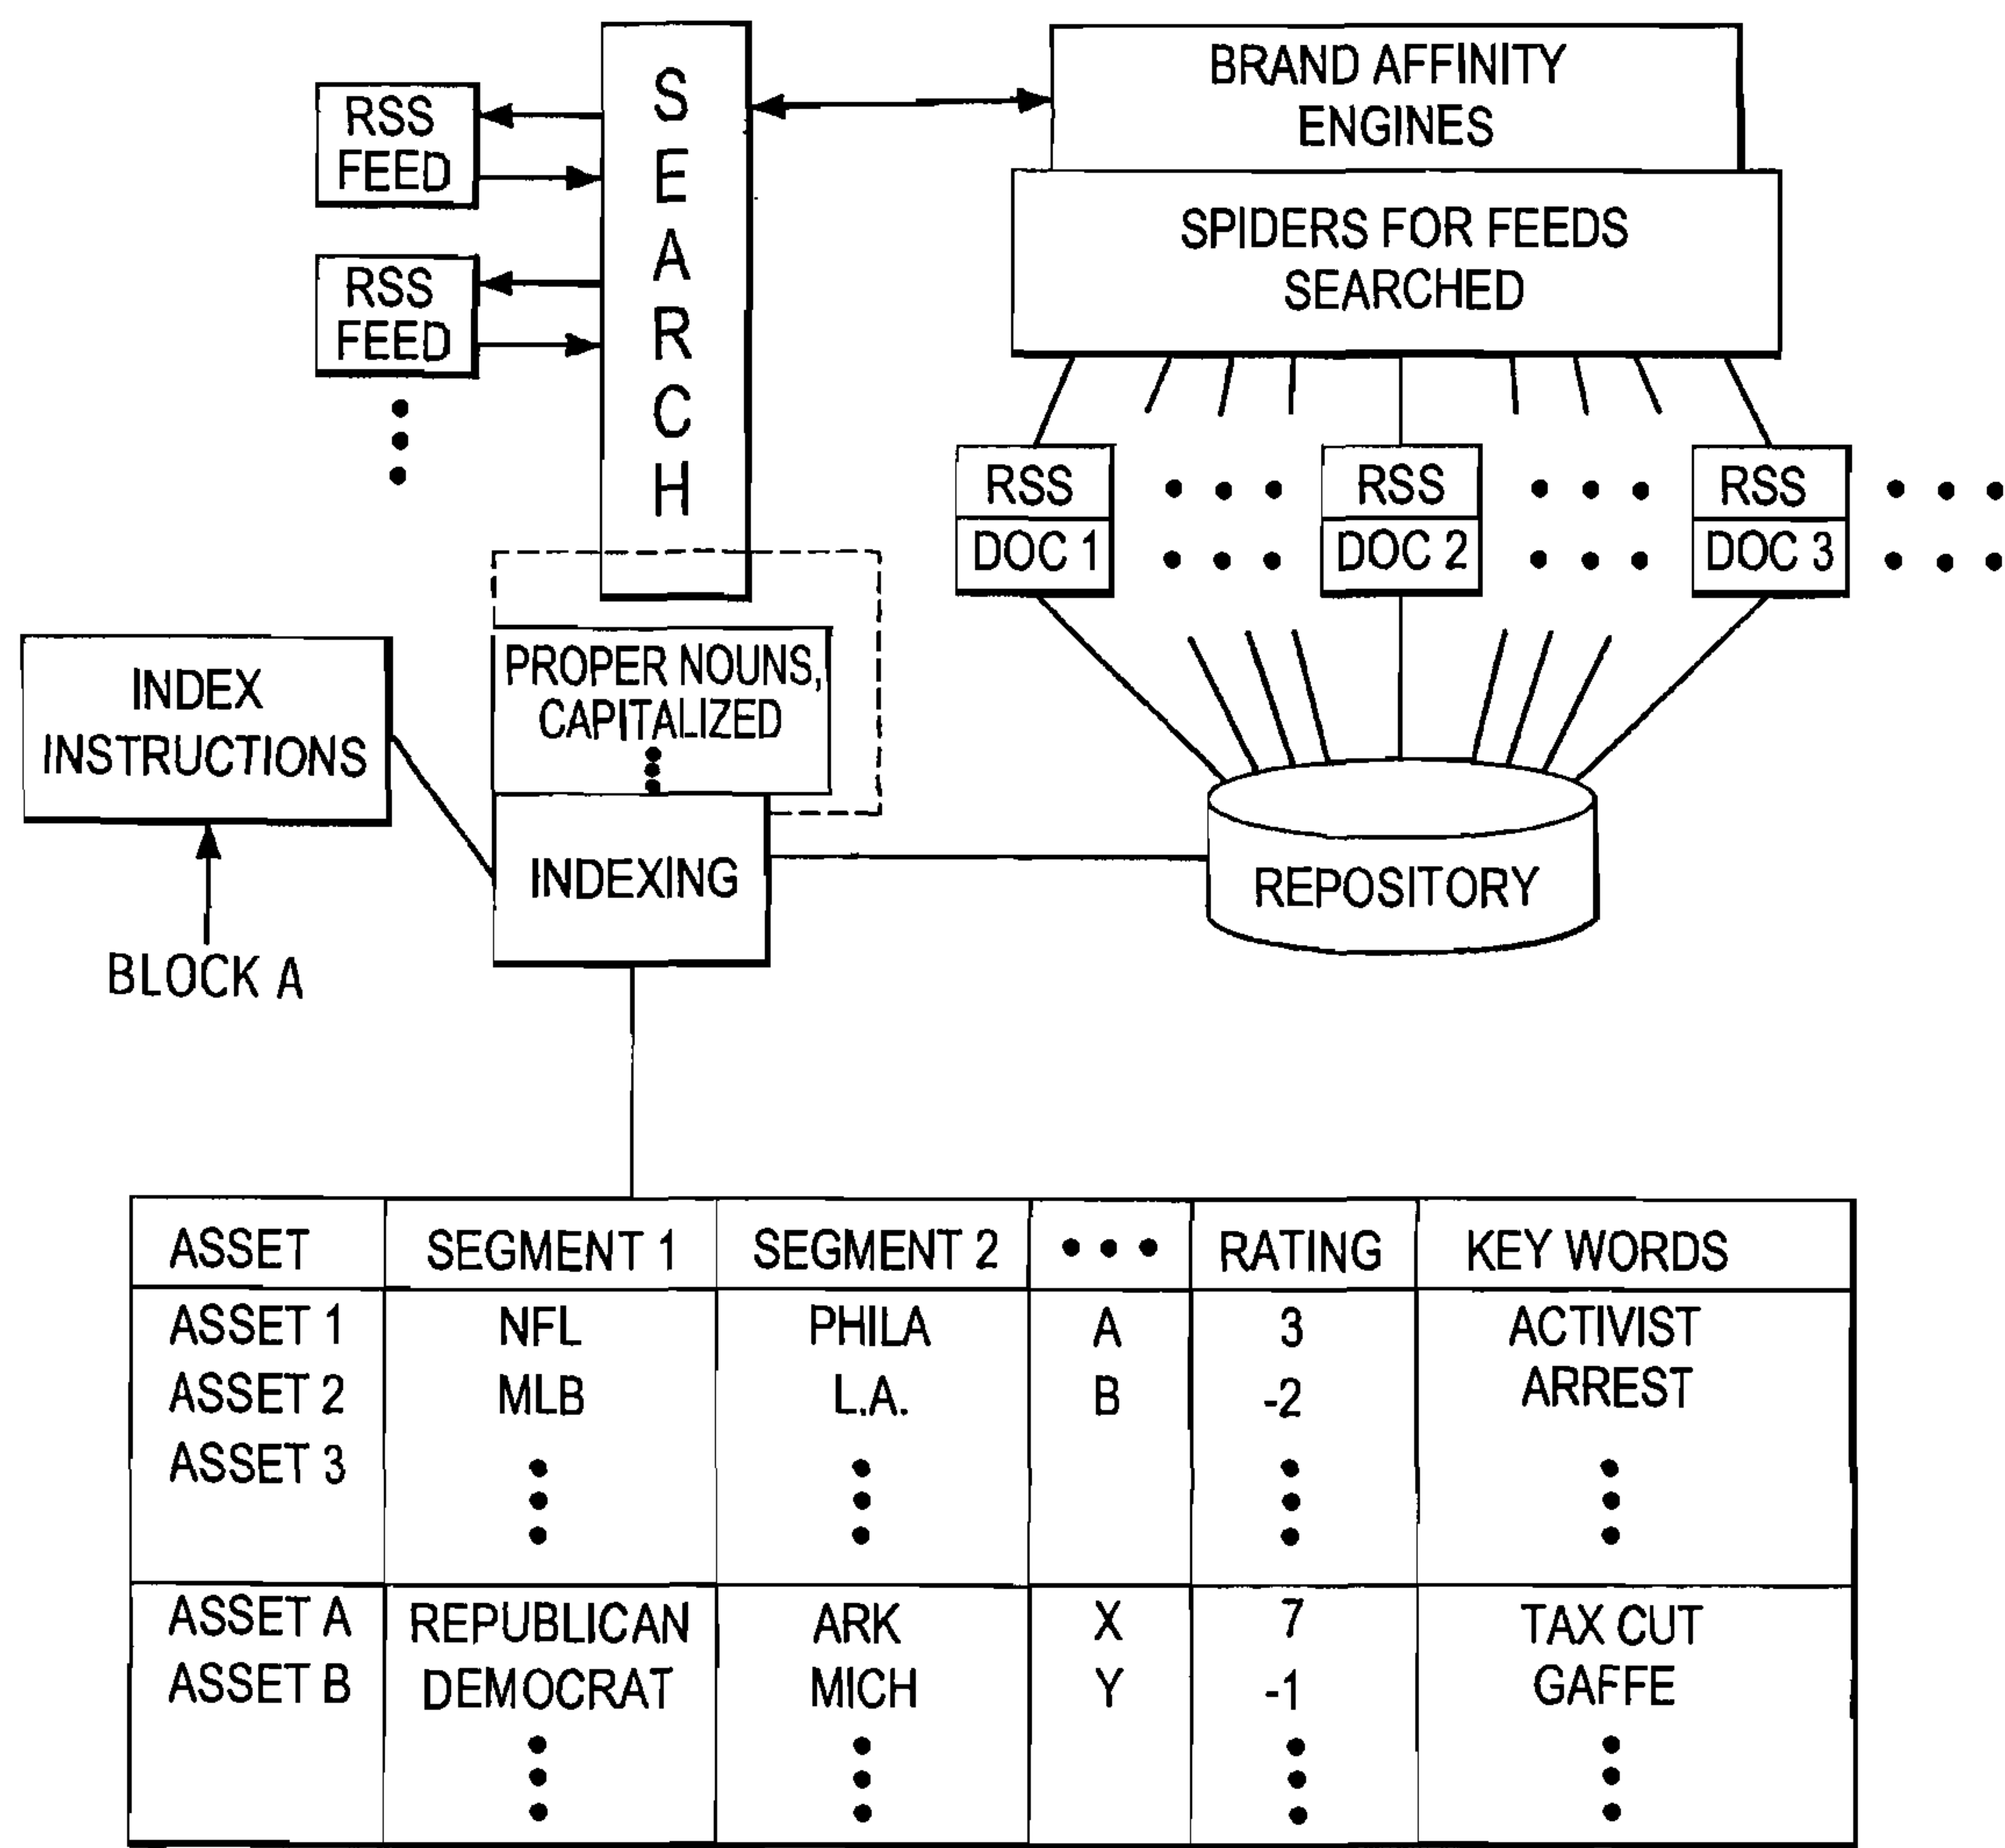 RSS
FEED
RSS
FEED
SEARCH
BRAND AFFINITY
ENGINES
SPIDERS FOR FEEDS
SEARCHED
RSS
DOC 1
RSS
DOC 2
RSS
DOC 3
INDEX
INSTRUCTIONS
BLOCK A
PROPER NOUNS,
CAPITALIZED
INDEXING
REPOSITORY
ASSET SEGMENT 1 SEGMENT 2 ••• RATING KEY WORDS
ASSET 1 NFL PHILA A 3 ACTIVIST
ASSET 2 MLB L.A. B -2 ARREST
ASSET 3
ASSET A REPUBLICAN ARK X 7 TAX CUT
ASSET B DEMOCRAT MICH Y -1 GAFFE